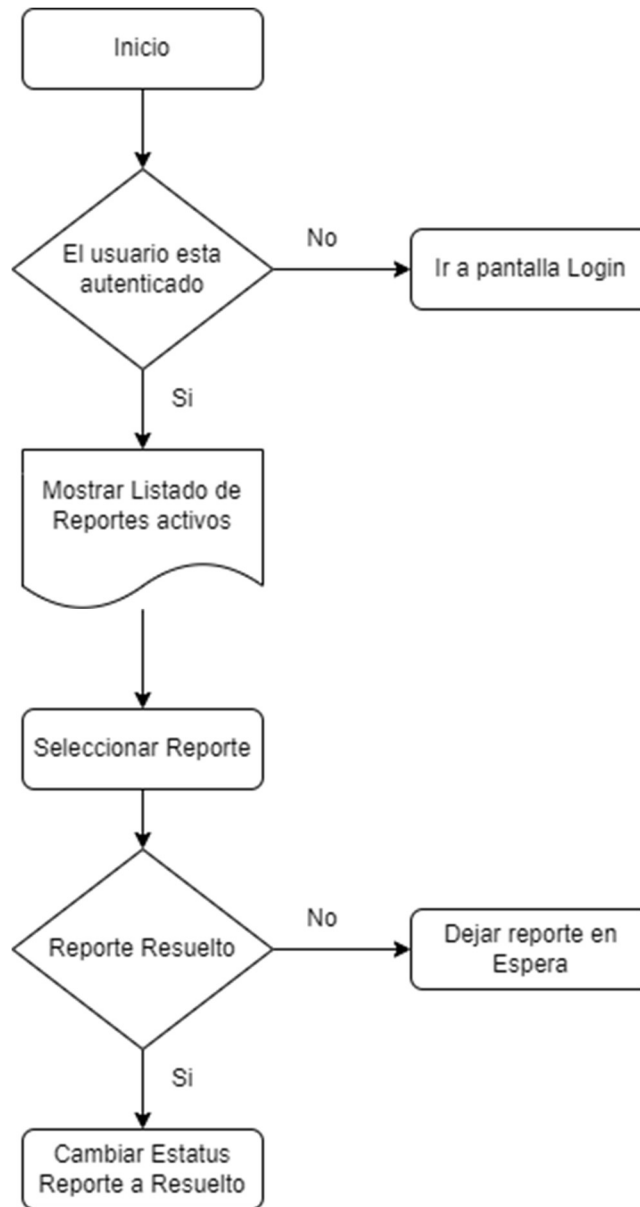 Inicio
El usuario esta
autenticado
No
Ir a pantalla Login
Si
Mostrar Listado de
Reportes activos
Seleccionar Reporte
Reporte Resuelto
No
Dejar reporte en
Espera
Si
Cambiar Estatus
Reporte a Resuelto